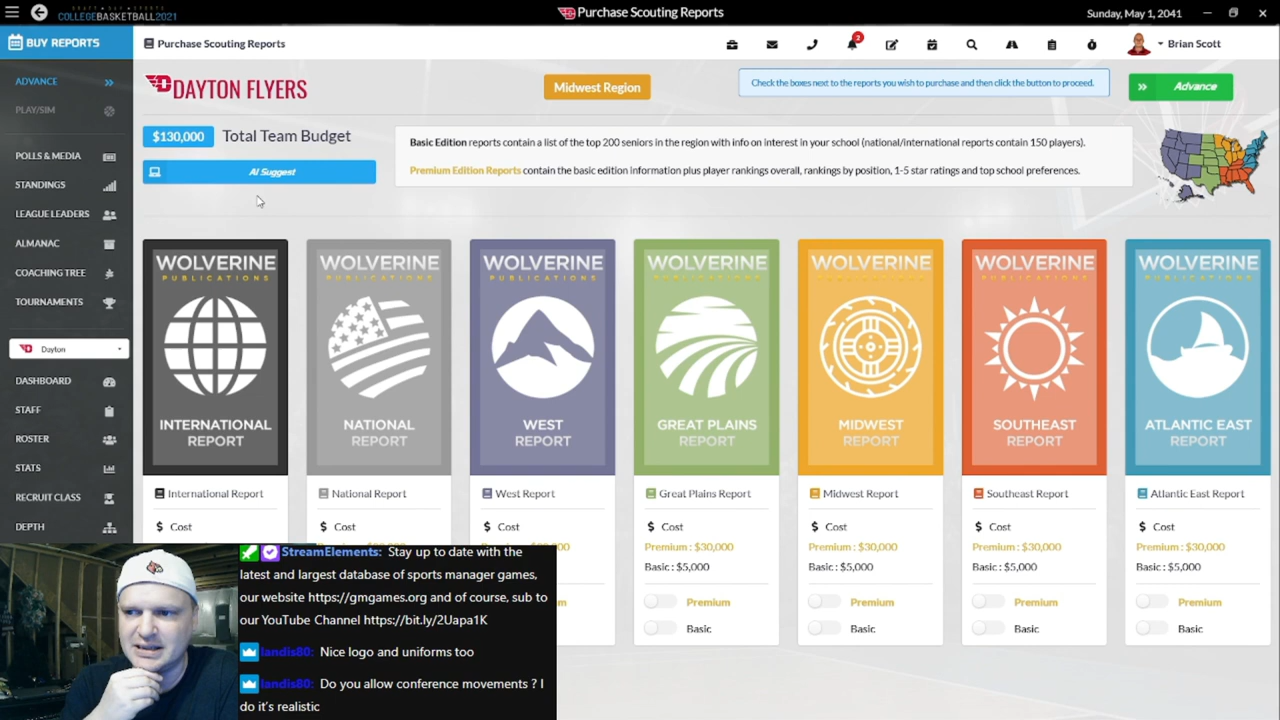 DRAFT DAY SPORTS
COLLEGEBASKETBALL2021
Purchase Scouting Reports
Sunday, May 1, 2041
BUY REPORTS
Purchase Scouting Reports
2
Brian Scott
ADVANCE
PLAY/SIM
POLLS & MEDIA
STANDINGS
LEAGUE LEADERS
ALMANAC
COACHING TREE
TOURNAMENTS
Dayton
DASHBOARD
STAFF
ROSTER
STATS
RECRUIT CLASS
DEPTH
DAYTON FLYERS
Midwest Region
Check the boxes next to the reports you wish to purchase and then click the button to proceed.
Advance
$130,000 Total Team Budget
AI Suggest
Basic Edition reports contain a list of the top 200 seniors in the region with info on interest in your school (national/international reports contain 150 players).
Premium Edition Reports contain the basic edition information plus player rankings overall, rankings by position, 1-5 star ratings and top school preferences.
WOLVERINE
PUBLICATIONS
INTERNATIONAL
REPORT
International Report
$ Cost
WOLVERINE
PUBLICATIONS
NATIONAL
REPORT
National Report
$ Cost
WOLVERINE
PUBLICATIONS
WEST
REPORT
West Report
$ Cost
WOLVERINE
PUBLICATIONS
GREAT PLAINS
REPORT
Great Plains Report
$ Cost
Premium : $30,000
Basic : $5,000
Premium
Basic
WOLVERINE
PUBLICATIONS
MIDWEST
REPORT
Midwest Report
$ Cost
Premium : $30,000
Basic : $5,000
Premium
Basic
WOLVERINE
PUBLICATIONS
SOUTHEAST
REPORT
Southeast Report
$ Cost
Premium : $30,000
Basic : $5,000
Premium
Basic
WOLVERINE
PUBLICATIONS
ATLANTIC EAST
REPORT
Atlantic East Report
$ Cost
Premium : $30,000
Basic : $5,000
Premium
Basic
StreamElements: Stay up to date with the
latest and largest database of sports manager games,
our website https://gmgames.org and of course, sub to
our YouTube Channel https://bit.ly/2Uapa1K
landis80: Nice logo and uniforms too
landis80: Do you allow conference movements ? I
do it's realistic